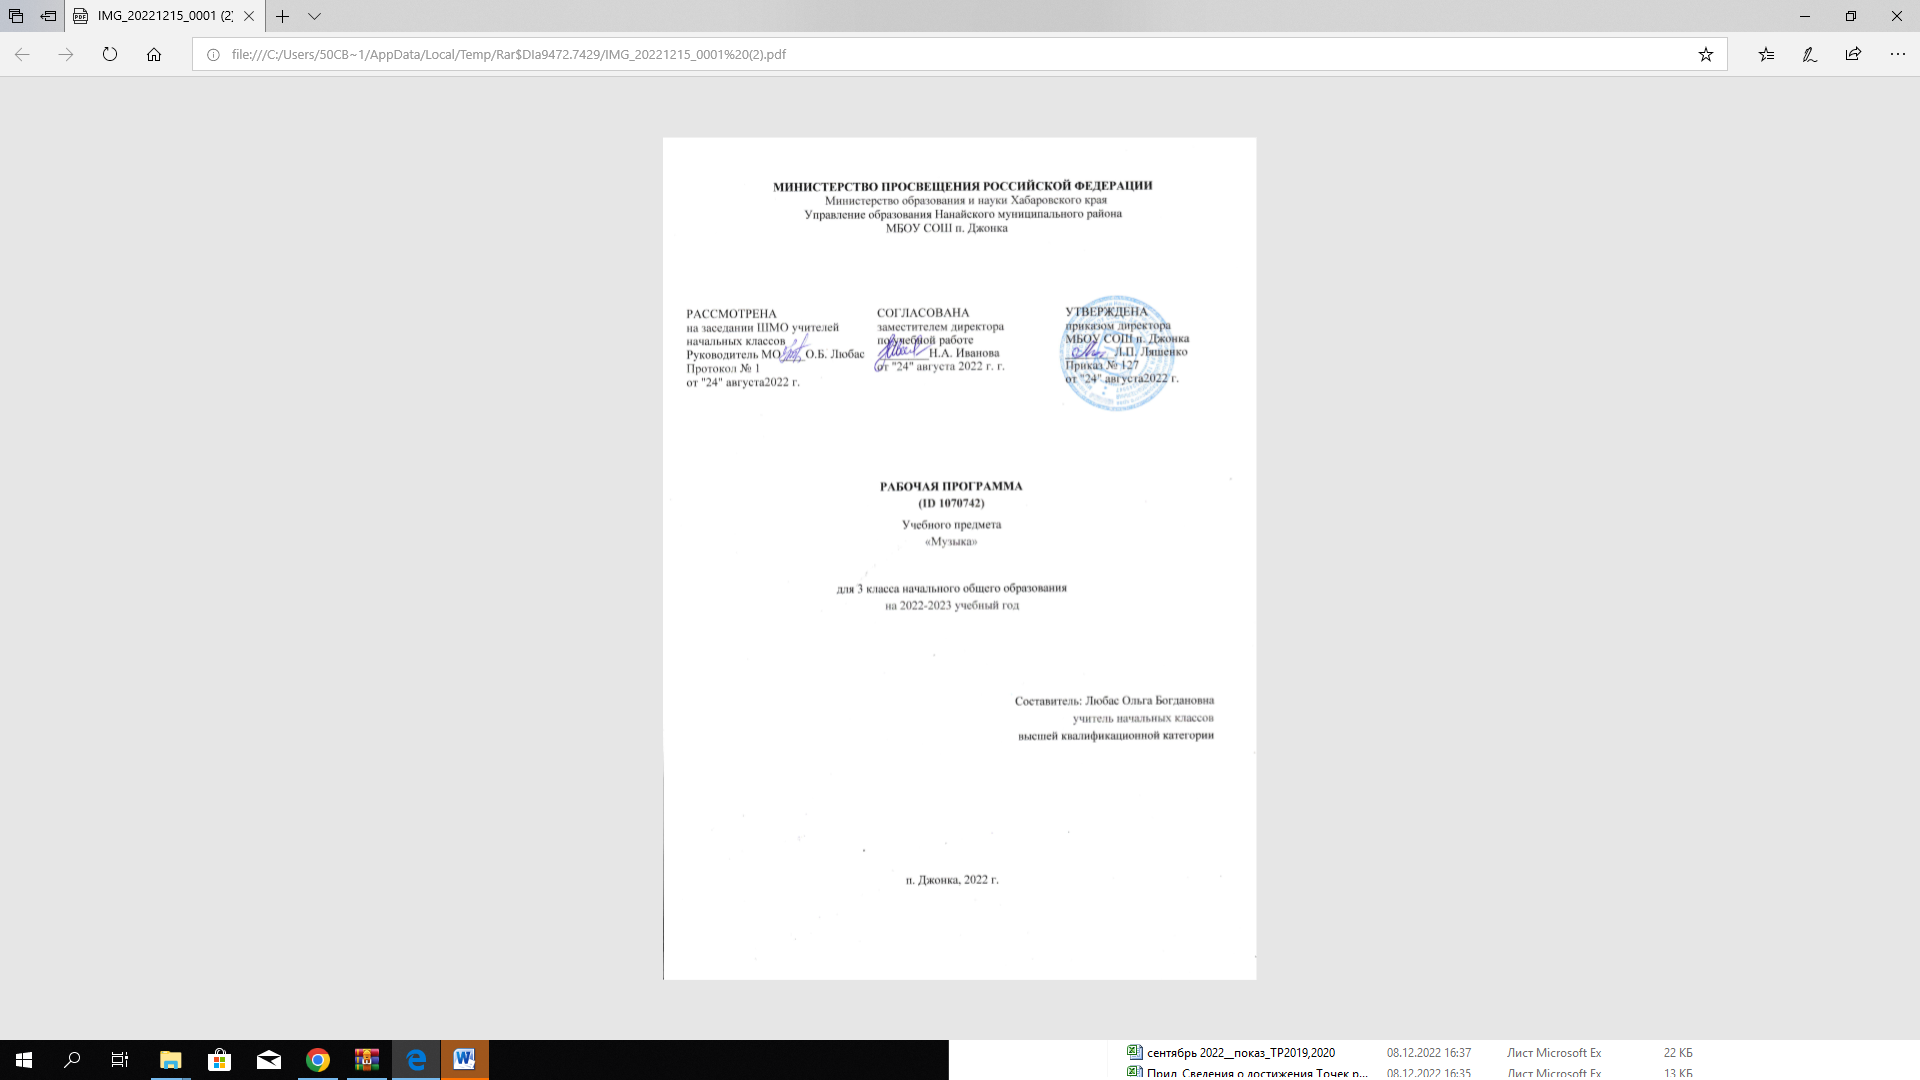 IMG_20221215_0001 (2)
file:///C:/Users/50CB~1/AppData/Local/Temp/Rar$DIa9472.7429/IMG_20221215_0001%20(2).pdf
МИНИСТЕРСТВО ПРОСВЕЩЕНИЯ РОССИЙСКОЙ ФЕДЕРАЦИИ
Министерство образования и науки Хабаровского края
Управление образования Нанайского муниципального района
МБОУ СОШ п. Джонка
РАССМОТРЕНА
на заседании ШМО учителей
начальных классов
Руководитель МО О.Б. Любас
Протокол № 1
от "24" августа2022 г.
СОГЛАСОВАНА
заместителем директора
по учебной работе
Н.А. Иванова
от "24" августа 2022 г. г.
УТВЕРЖДЕНА
приказом директора
МБОУ СОШ п. Джонка
Л.П. Ляшенко
Приказ № 127
от "24" августа2022 г.
РАБОЧАЯ ПРОГРАММА
(ID 1070742)
Учебного предмета
«Музыка»
для 3 класса начального общего образования
на 2022-2023 учебный год
Составитель: Любас Ольга Богдановна
учитель начальных классов
высшей квалификационной категории
п. Джонка, 2022 г.
сентябрь 2022__показ_ТР2019,2020 08.12.2022 16:37 Лист Microsoft Ex 22 КБ
Прил_Сведения о достижения Точек р... 08.12.2022 16:35 Лист Microsoft Ex 13 КБ